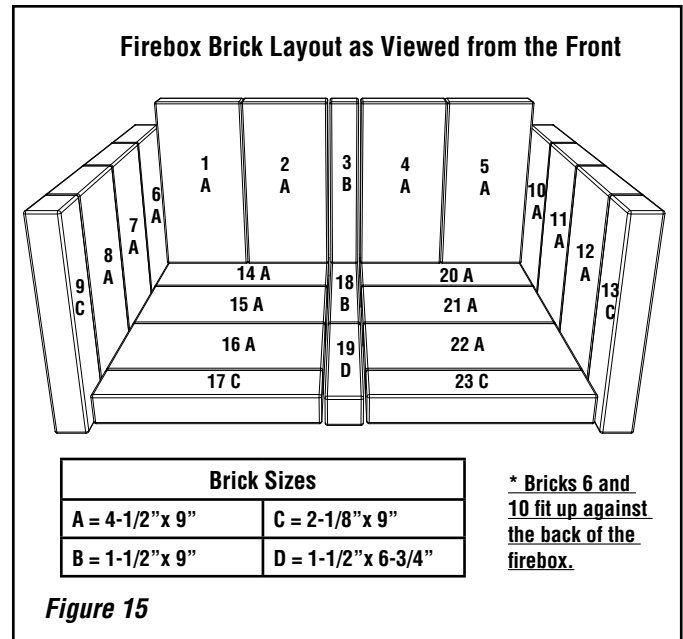 Firebox Brick Layout as Viewed from the Front
1
A
2
A
3
B
4
A
5
A
6
A
7
A
8
A
9
C
10
A
11
A
12
A
13
C
14 A
15 A
16 A
17 C
18
B
19
D
20 A
21 A
22 A
23 C
Brick Sizes
A = 4-1/2”x 9”
C = 2-1/8”x 9”
B = 1-1/2”x 9”
D = 1-1/2”x 6-3/4”
* Bricks 6 and
10 fit up against
the back of the
firebox.
Figure 15